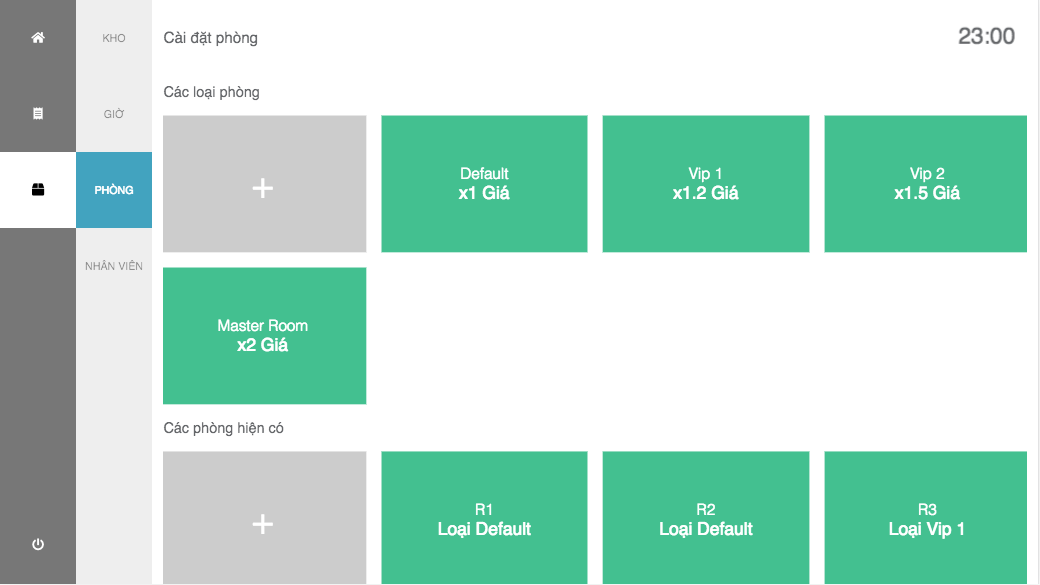 KHO
GIỜ
PHÒNG
NHÂN VIÊN
Cài đặt phòng
23:00
Các loại phòng
+
Default
x1 Giá
Vip 1
x1.2 Giá
Vip 2
x1.5 Giá
Master Room
x2 Giá
Các phòng hiện có
+
R1
Loại Default
R2
Loại Default
R3
Loại Vip 1